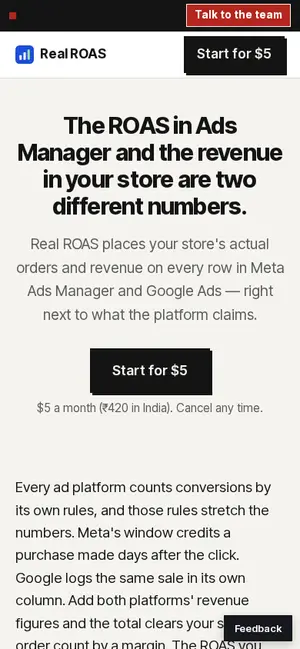 Talk to the team
Real ROAS
Start for $5
The ROAS in Ads
Manager and the revenue
in your store are two
different numbers.
Real ROAS places your store's actual
orders and revenue on every row in Meta
Ads Manager and Google Ads — right
next to what the platform claims.
Start for $5
$5 a month (₹420 in India). Cancel any time.
Every ad platform counts conversions by
its own rules, and those rules stretch the
numbers. Meta's window credits a
purchase made days after the click.
Google logs the same sale in its own
column. Add both platforms' revenue
figures and the total clears your
order count by a margin. The ROAS you
Feedback